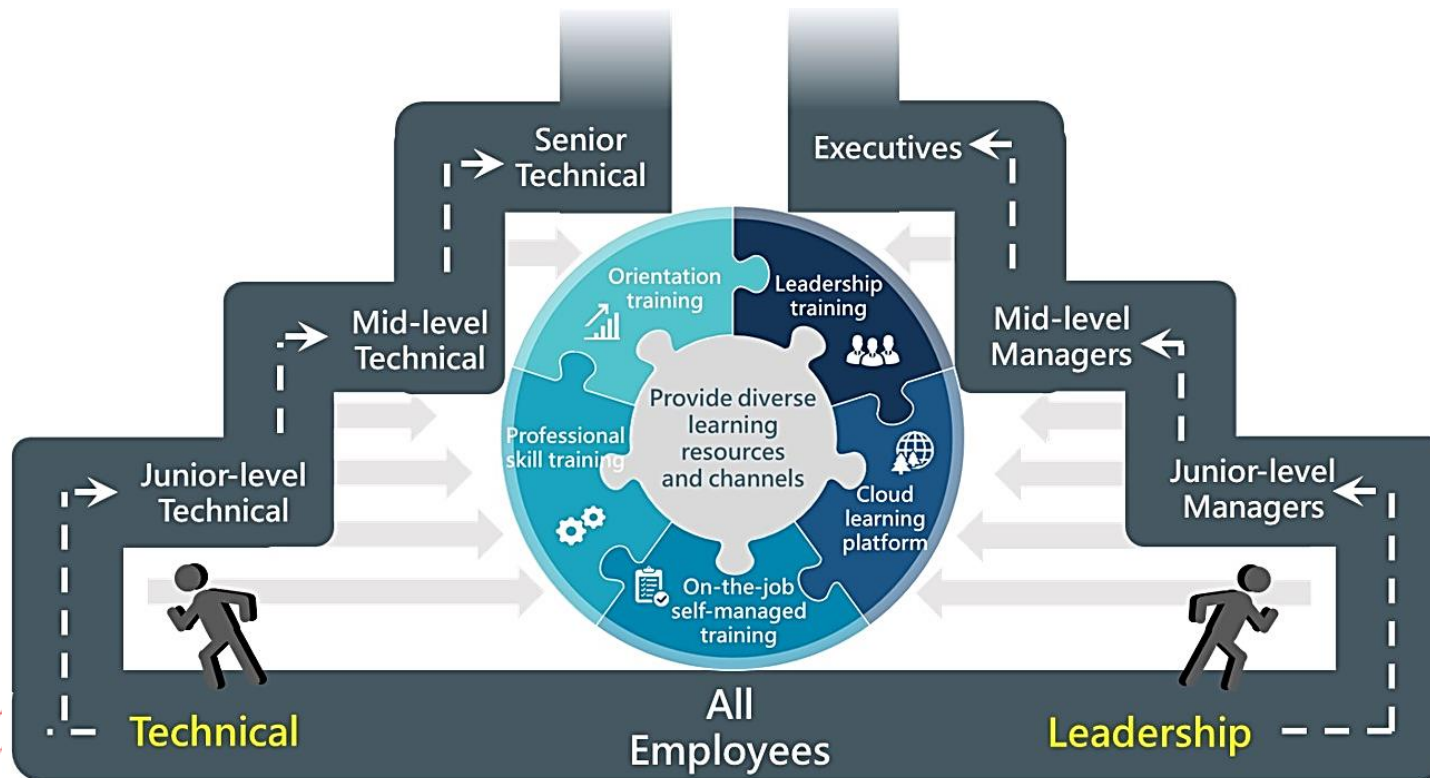 Senior
Technical
Executives
Mid-level
Technical
Mid-level
Managers
Junior-level
Technical
Junior-level
Managers
Orientation
training
Leadership
training
Professional
skill training
Provide diverse
learning
resources
and channels
Cloud
learning
platform
On-the-job
self-managed
training
Technical
All
Employees
Leadership